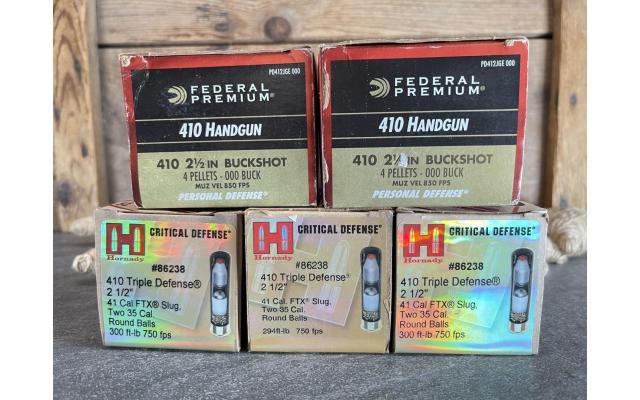 PD412JGE 000
FEDERAL
PREMIUM®
410 HANDGUN
410 2½ IN BUCKSHOT
4 PELLETS - 000 BUCK
MUZ VEL 850 FPS
PERSONAL DEFENSE®
PD412JGE 000
FEDERAL
PREMIUM®
410 HANDGUN
410 2½ IN BUCKSHOT
4 PELLETS - 000 BUCK
MUZ VEL 850 FPS
PERSONAL DEFENSE®
H
Hornady
CRITICAL DEFENSE®
#86238
410 Triple Defense®
2 1/2"
41 Cal FTX® Slug,
Two 35 Cal.
Round Balls
300 ft-lb 750 fps
H
Hornady
CRITICAL DEFENSE®
#86238
410 Triple Defense®
2 1/2"
41 Cal. FTX® Slug,
Two 35 Cal.
Round Balls
294ft-lb 750 fps
H
Hornady
CRITICAL DEFENSE®
#86238
410 Triple Defense®
2 1/2"
41 Cal FTX® Slug,
Two 35 Cal.
Round Balls
300 ft-lb 750 fps